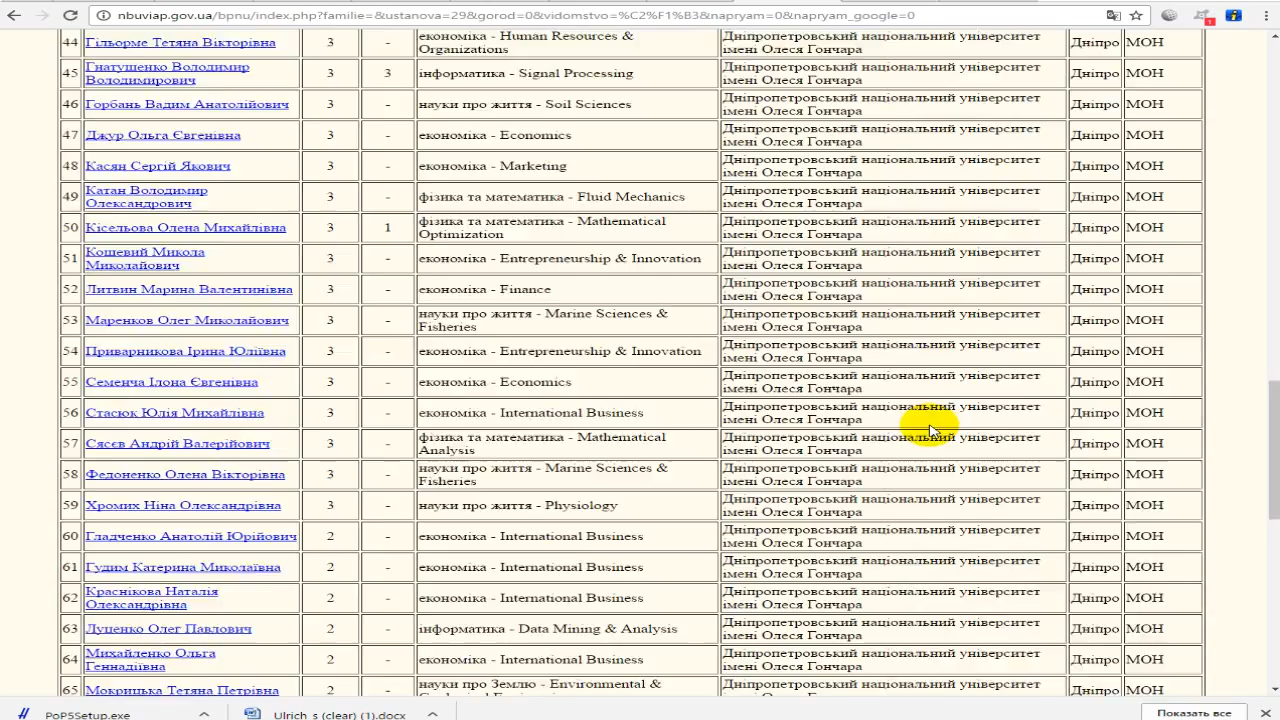 nbuviap.gov.ua/bpnu/index.php?familie=&ustanova=29&gorod=0&vidomstvo=%C2%F1%B3&napryam=0&napryam_google=0
1
44 Гільорме Тетяна Вікторівна 3 - економіка - Human Resources & Organizations Дніпропетровський національний університет імені Олеся Гончара Дніпро МОН
45 Гнатушенко Володимир Володимирович 3 3 інформатика - Signal Processing Дніпропетровський національний університет імені Олеся Гончара Дніпро МОН
46 Горбань Вадим Анатолійович 3 - науки про життя - Soil Sciences Дніпропетровський національний університет імені Олеся Гончара Дніпро МОН
47 Джур Ольга Євгенівна 3 - економіка - Economics Дніпропетровський національний університет імені Олеся Гончара Дніпро МОН
48 Касян Сергій Якович 3 - економіка - Marketing Дніпропетровський національний університет імені Олеся Гончара Дніпро МОН
49 Катан Володимир Олександрович 3 - фізика та математика - Fluid Mechanics Дніпропетровський національний університет імені Олеся Гончара Дніпро МОН
50 Кісельова Олена Михайлівна 3 1 фізика та математика - Mathematical Optimization Дніпропетровський національний університет імені Олеся Гончара Дніпро МОН
51 Кошевий Микола Миколайович 3 - економіка - Entrepreneurship & Innovation Дніпропетровський національний університет імені Олеся Гончара Дніпро МОН
52 Литвин Марина Валентинівна 3 - економіка - Finance Дніпропетровський національний університет імені Олеся Гончара Дніпро МОН
53 Маренков Олег Миколайович 3 - науки про життя - Marine Sciences & Fisheries Дніпропетровський національний університет імені Олеся Гончара Дніпро МОН
54 Приварникова Ірина Юліївна 3 - економіка - Entrepreneurship & Innovation Дніпропетровський національний університет імені Олеся Гончара Дніпро МОН
55 Семенча Ілона Євгенівна 3 - економіка - Economics Дніпропетровський національний університет імені Олеся Гончара Дніпро МОН
56 Стасюк Юлія Михайлівна 3 - економіка - International Business Дніпропетровський національний університет імені Олеся Гончара Дніпро МОН
57 Сясєв Андрій Валерійович 3 - фізика та математика - Mathematical Analysis Дніпропетровський національний університет імені Олеся Гончара Дніпро МОН
58 Федоненко Олена Вікторівна 3 - науки про життя - Marine Sciences & Fisheries Дніпропетровський національний університет імені Олеся Гончара Дніпро МОН
59 Хромих Ніна Олександрівна 3 - науки про життя - Physiology Дніпропетровський національний університет імені Олеся Гончара Дніпро МОН
60 Гладченко Анатолій Юрійович 2 - економіка - International Business Дніпропетровський національний університет імені Олеся Гончара Дніпро МОН
61 Гудим Катерина Миколаївна 2 - економіка - International Business Дніпропетровський національний університет імені Олеся Гончара Дніпро МОН
62 Краснікова Наталія Олександрівна 2 - економіка - International Business Дніпропетровський національний університет імені Олеся Гончара Дніпро МОН
63 Луценко Олег Павлович 2 - інформатика - Data Mining & Analysis Дніпропетровський національний університет імені Олеся Гончара Дніпро МОН
64 Михайленко Ольга Геннадіївна 2 - економіка - International Business Дніпропетровський національний університет імені Олеся Гончара Дніпро МОН
65 Мокрицька Тетяна Петрівна 2 - науки про Землю - Environmental & Дніпропетровський національний університет імені Олеся Гончара Дніпро МОН
PoP5Setup.exe Ulrich_s (clear) (1).docx Показать все